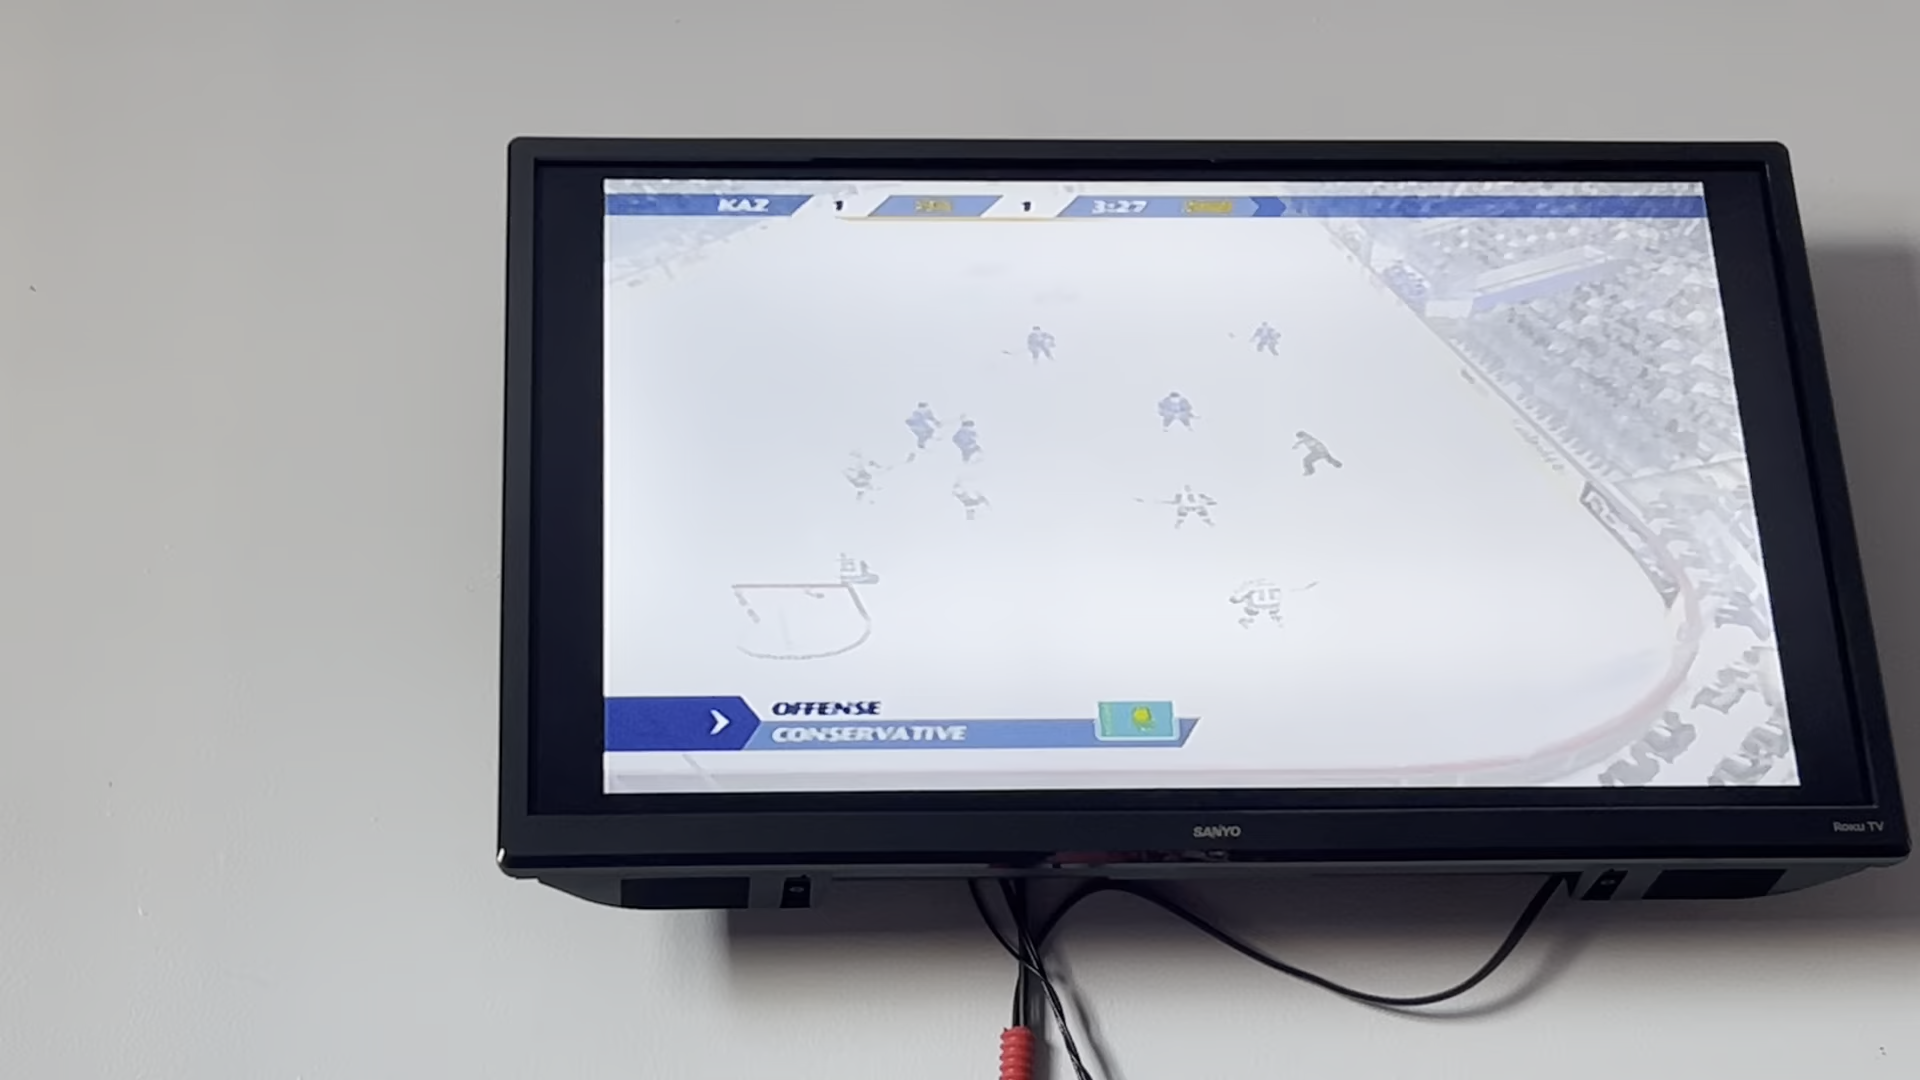 KAZ 1 1 3:27
OFFENSE
CONSERVATIVE
SANYO
Roku TV